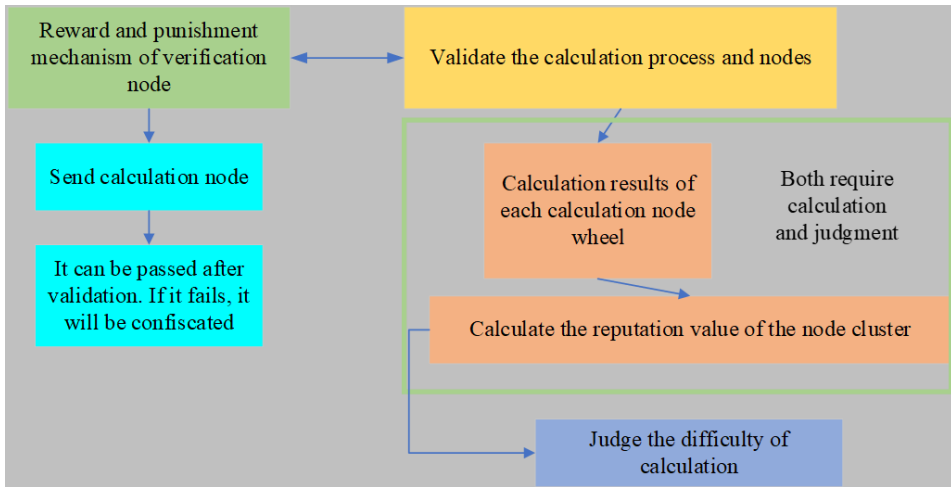 Reward and punishment
mechanism of verification
node
Validate the calculation process and nodes
Send calculation node
It can be passed after
validation. If it fails, it
will be confiscated
Calculation results of
each calculation node
wheel
Both require
calculation
and judgment
Calculate the reputation value of the node cluster
Judge the difficulty of
calculation